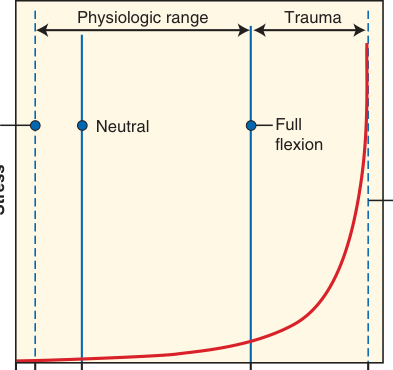 Physiologic range
Trauma
Neutral
Full
flexion
Stress